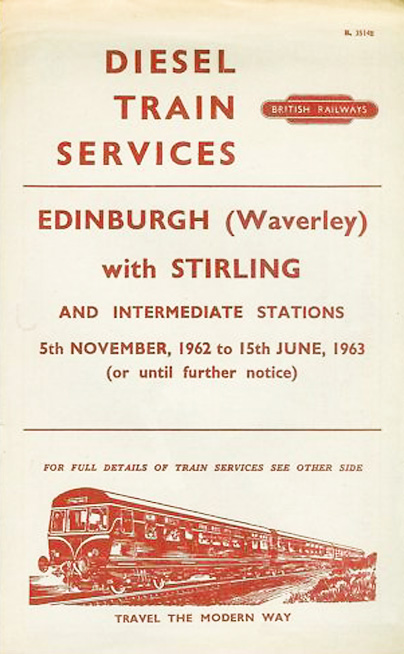 B. 35148
DIESEL
TRAIN
SERVICES
BRITISH RAILWAYS
EDINBURGH (Waverley)
with STIRLING
AND INTERMEDIATE STATIONS
5th NOVEMBER, 1962 to 15th JUNE, 1963
(or until further notice)
FOR FULL DETAILS OF TRAIN SERVICES SEE OTHER SIDE
TRAVEL THE MODERN WAY